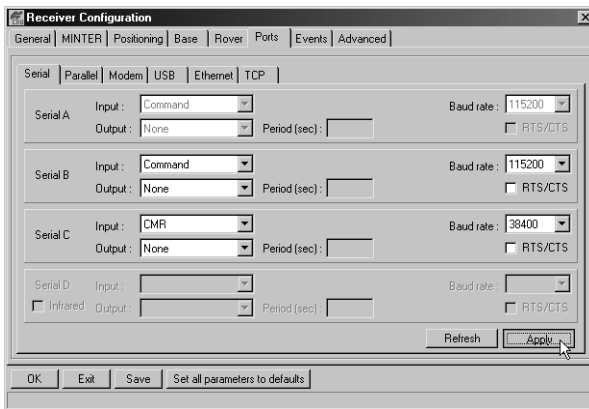 Receiver Configuration
General MINTER Positioning Base Rover Ports Events Advanced
Serial Parallel Modem USB Ethernet TCP
Serial A Input : Command Baud rate : 115200
Output : None Period (sec) : RTS/CTS
Serial B Input : Command Baud rate : 115200
Output : None Period (sec) : RTS/CTS
Serial C Input : CMR Baud rate : 38400
Output : None Period (sec) : RTS/CTS
Serial D Input : Baud rate :
Infrared Output : Period (sec) : RTS/CTS
Refresh Apply
OK Exit Save Set all parameters to defaults